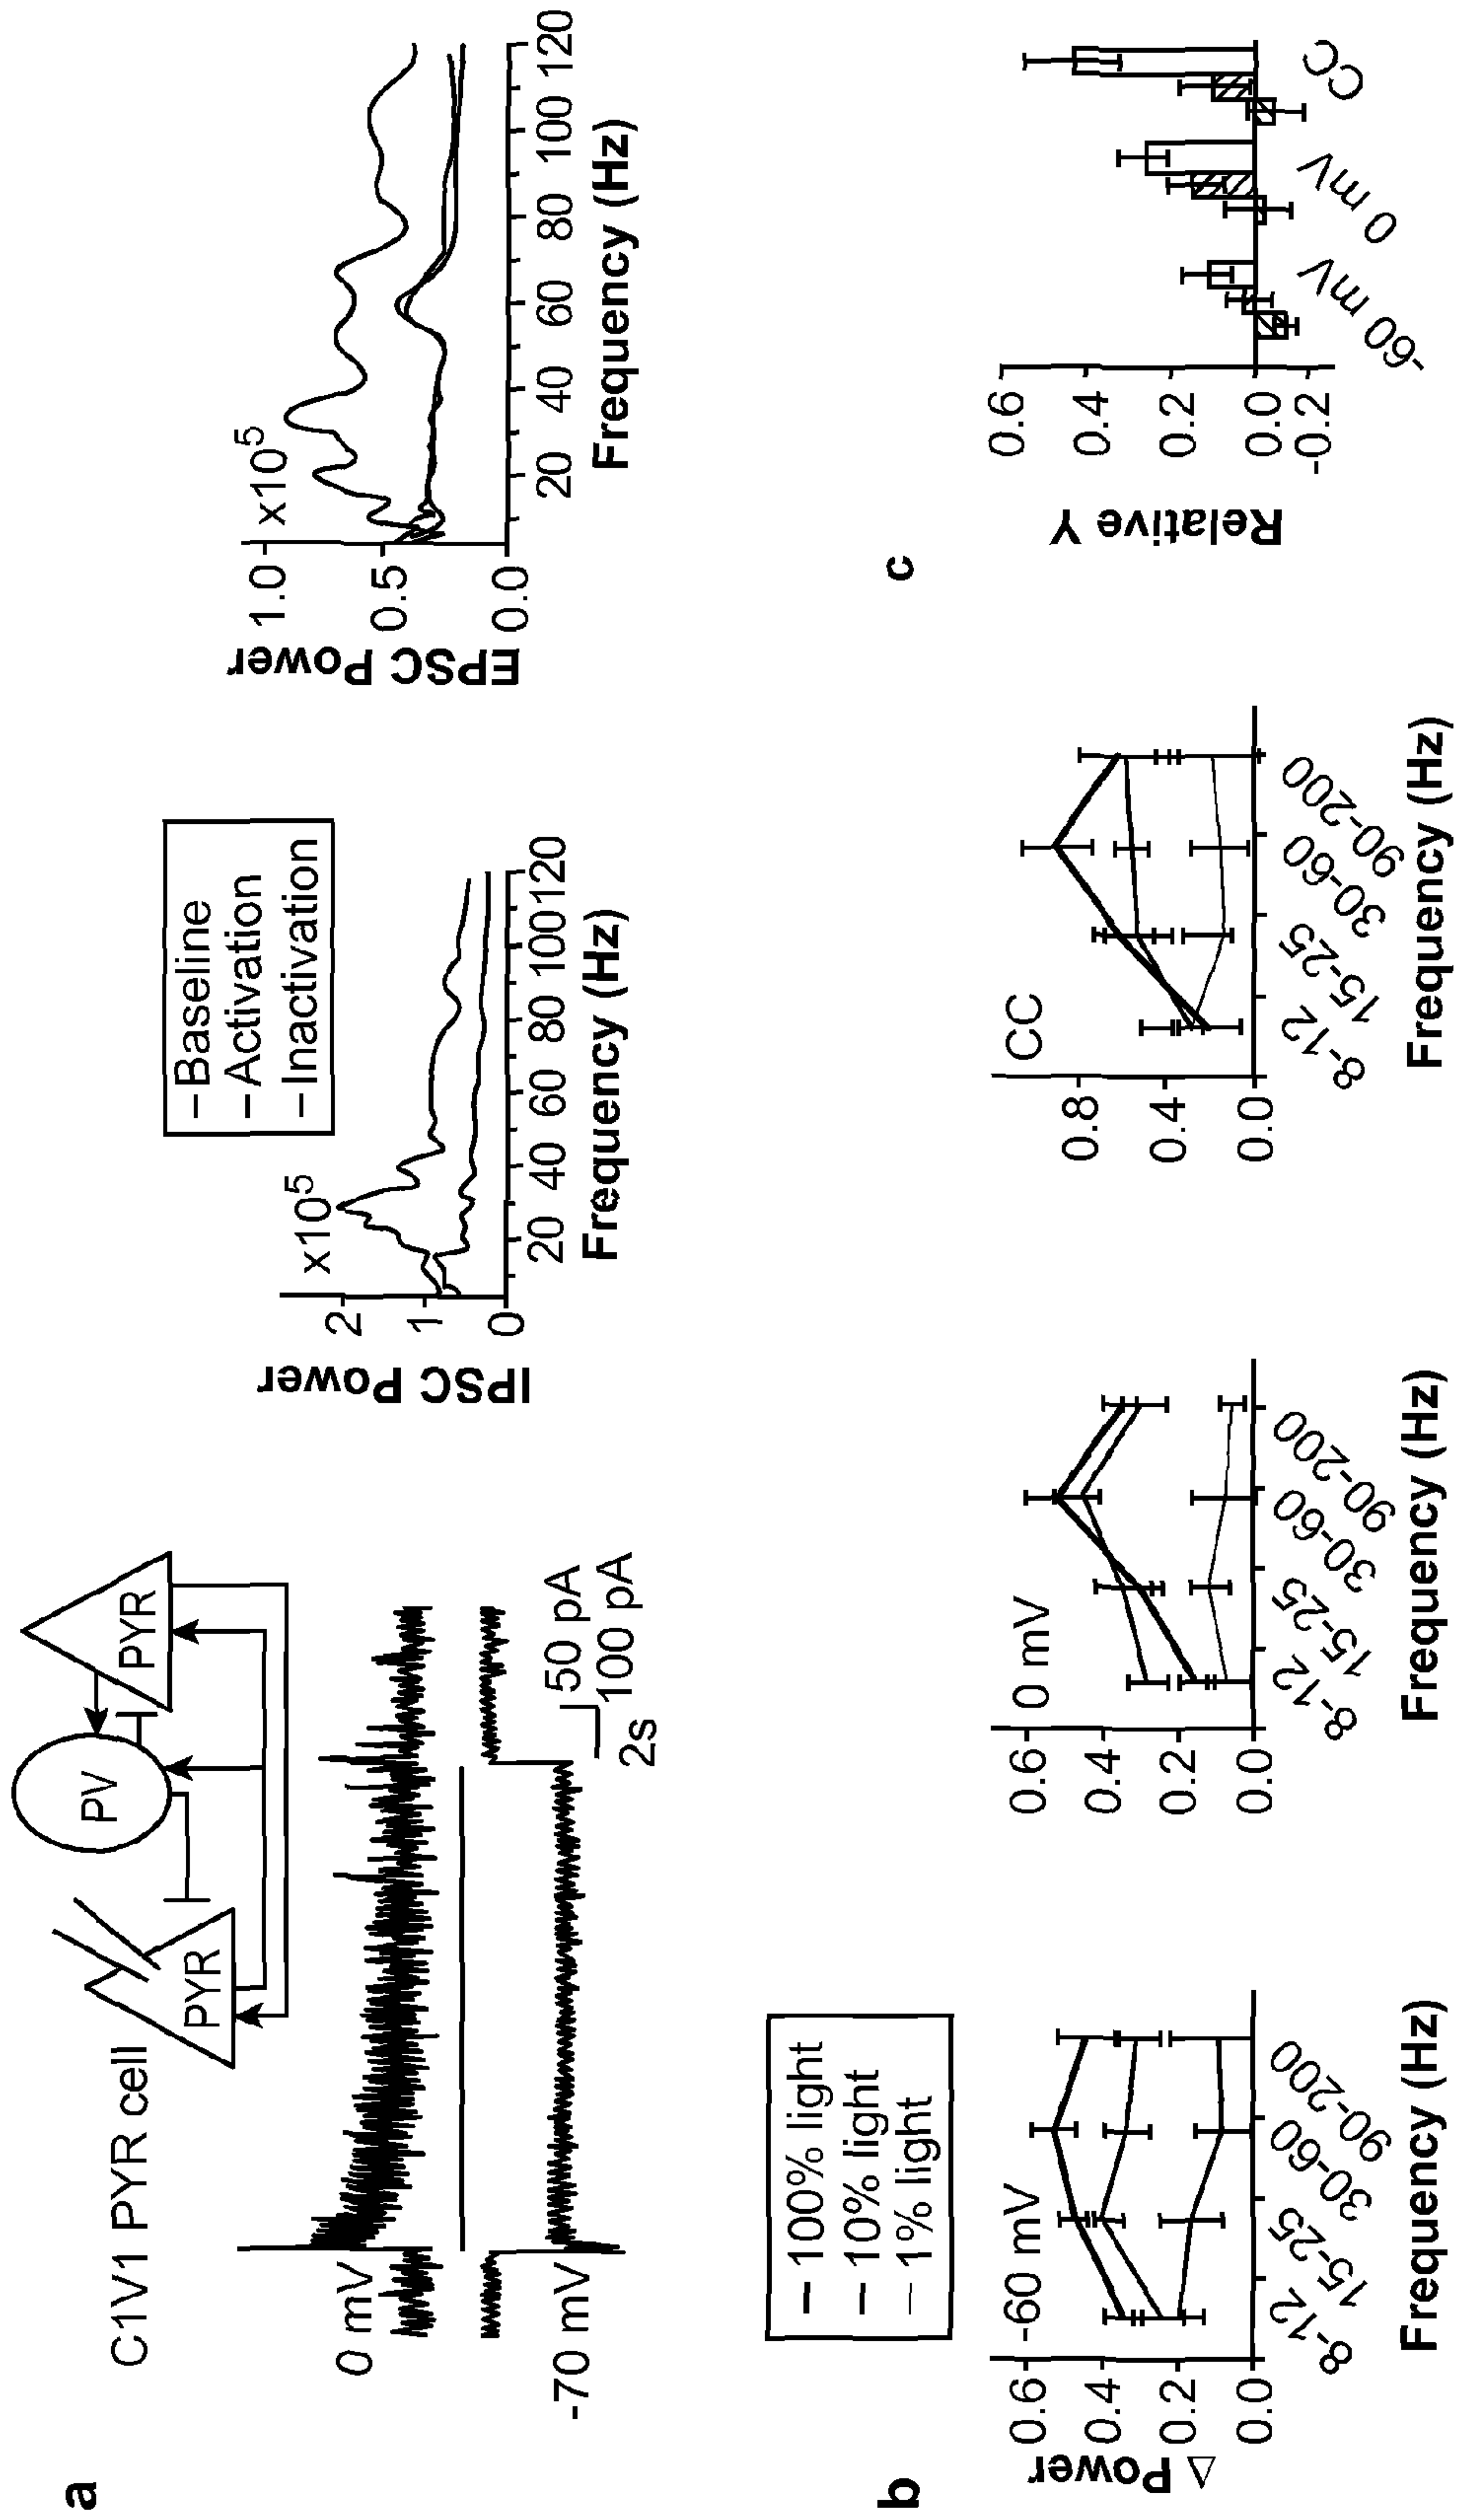 a
C1V1 PYR cell
PYR
PV
PYR
0 mV
-70 mV
50 pA
100 pA
2s
Baseline
Activation
Inactivation
x10⁵
IPSC Power
2
1
0
20 40 60 80 100 120
Frequency (Hz)
x10⁵
EPSC Power
1.0
0.5
0.0
20 40 60 80 100 120
Frequency (Hz)
b
100% light
10% light
1% light
-60 mV
△ Power
0.6
0.4
0.2
0.0
8-12 15-25 30-60 90-200
Frequency (Hz)
0 mV
0.6
0.4
0.2
0.0
8-12 15-25 30-60 90-200
Frequency (Hz)
CC
0.8
0.4
0.0
8-12 15-25 30-60 90-200
Frequency (Hz)
c
Relative Y
0.6
0.4
0.2
0.0
-0.2
-60 mV 0 mV CC